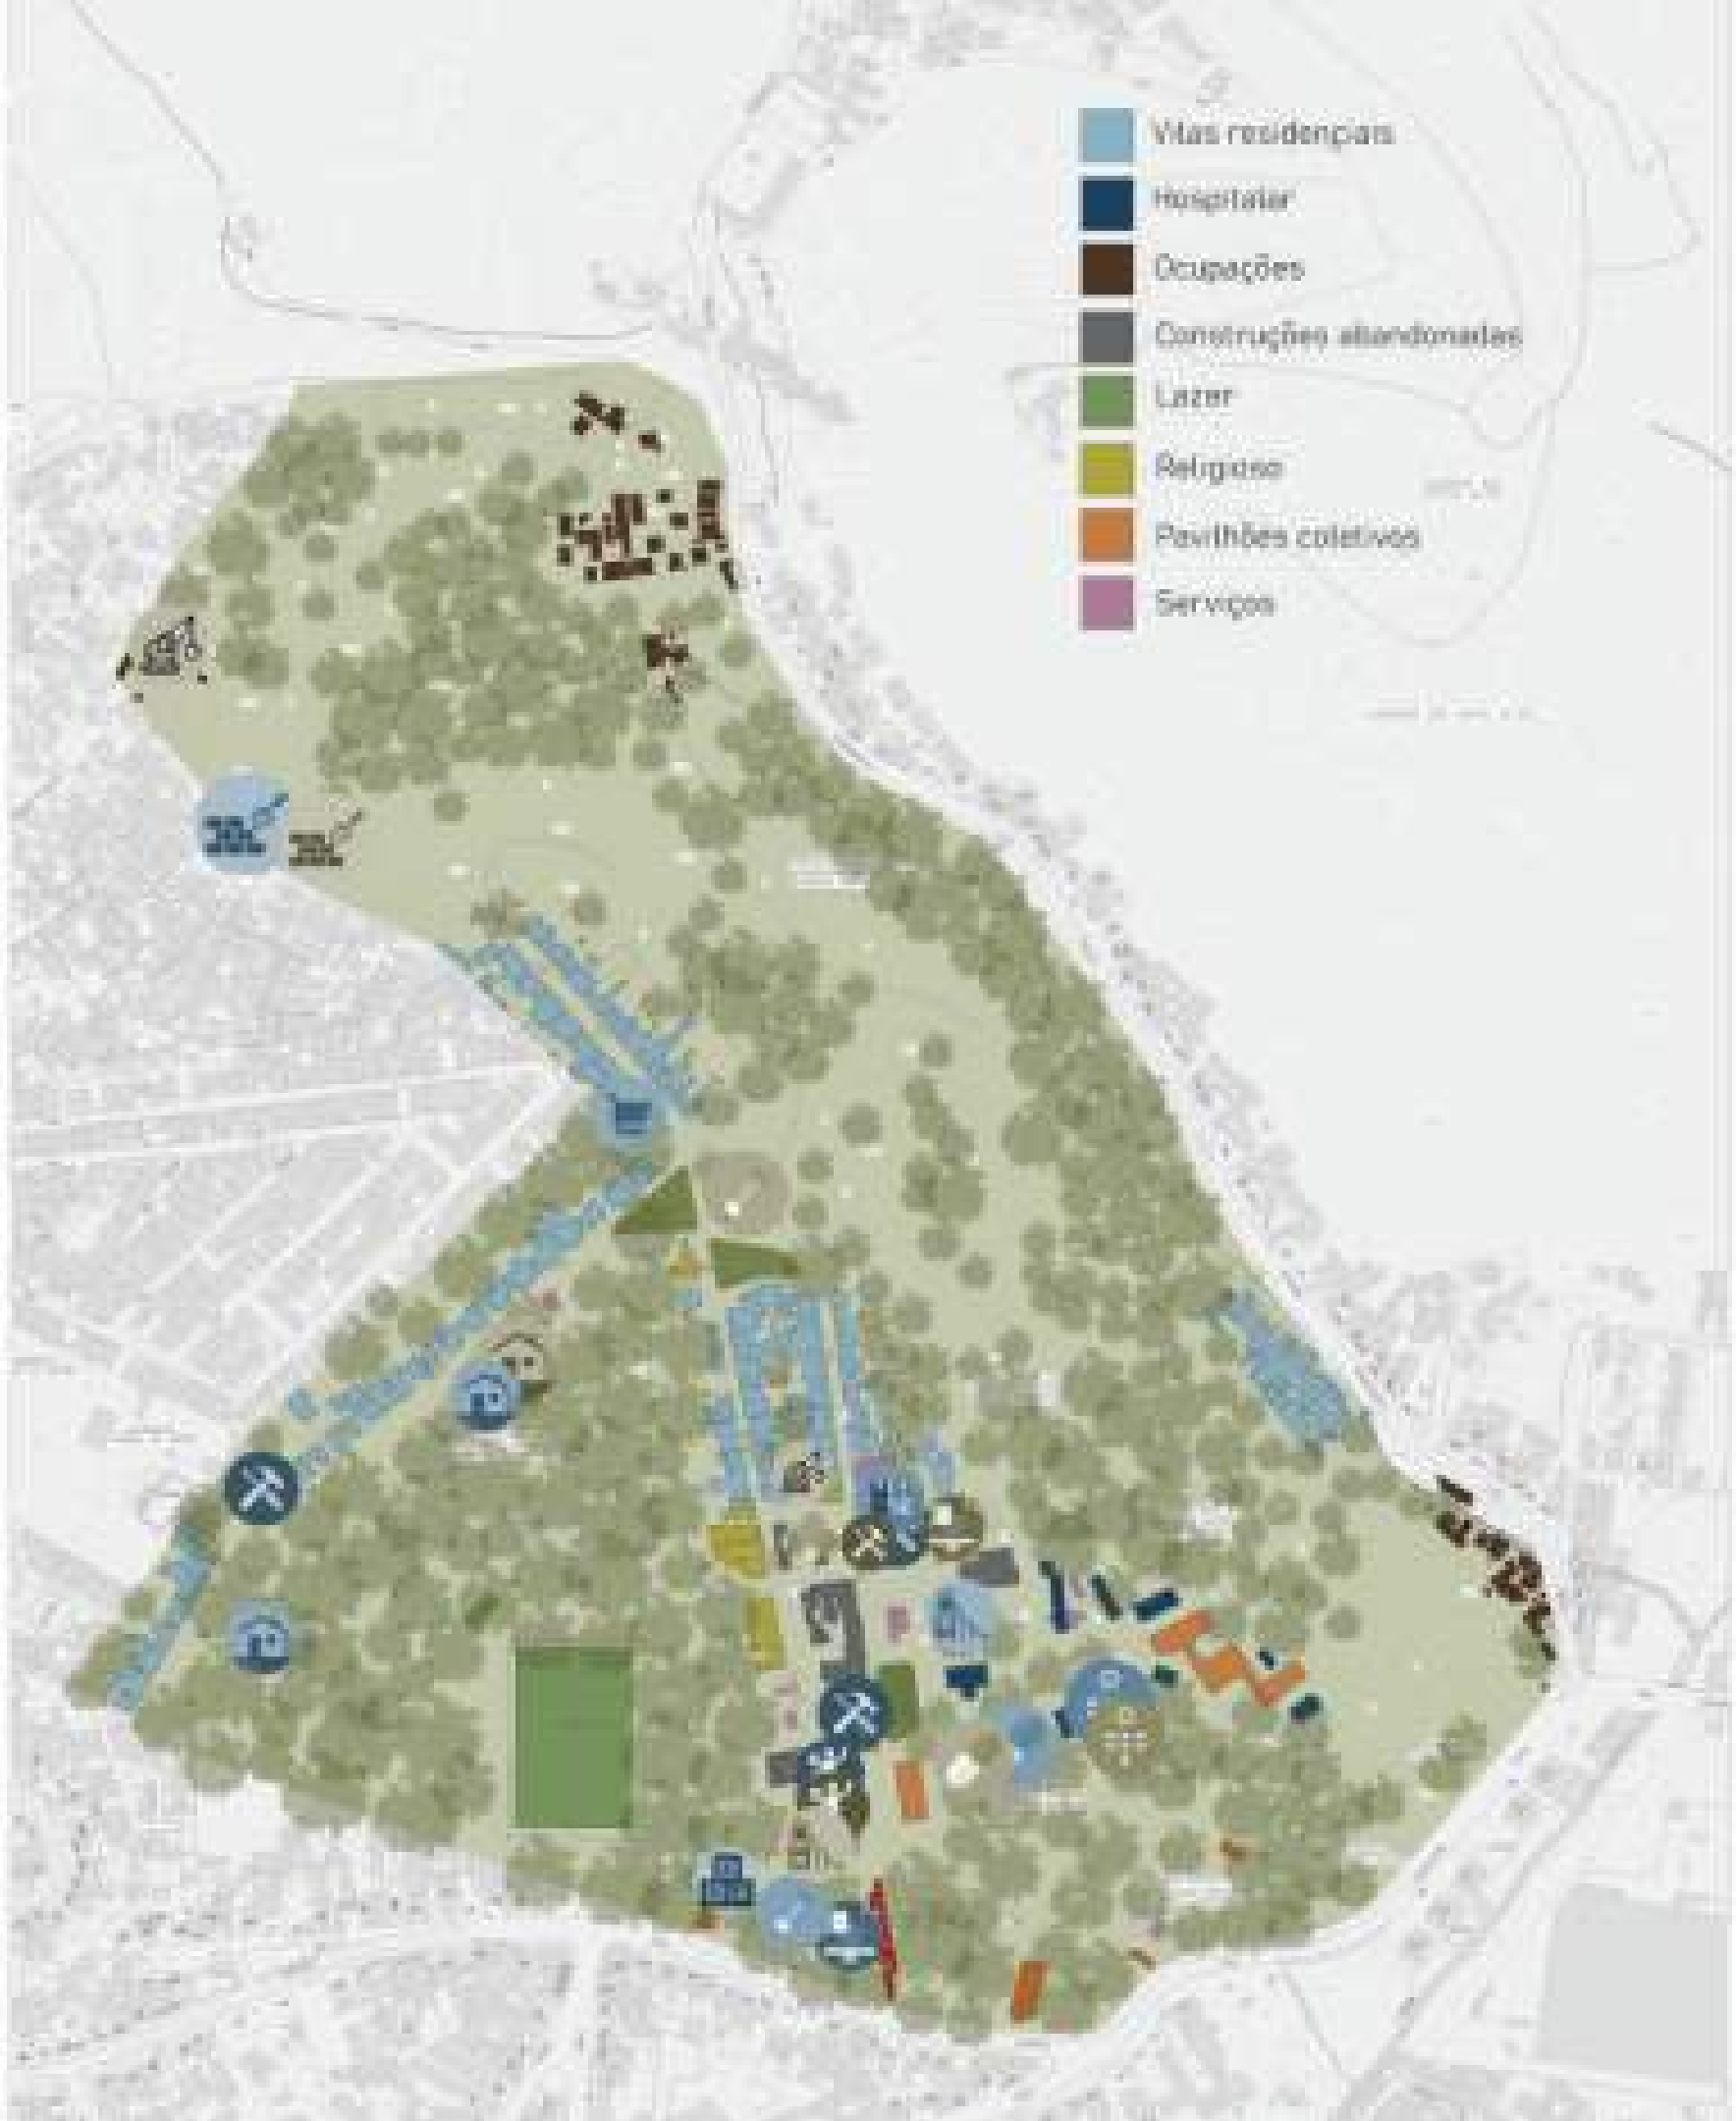 Vilas residenciais
Hospitalar
Ocupações
Construções abandonadas
Lazer
Religioso
Pavilhões coletivos
Serviços